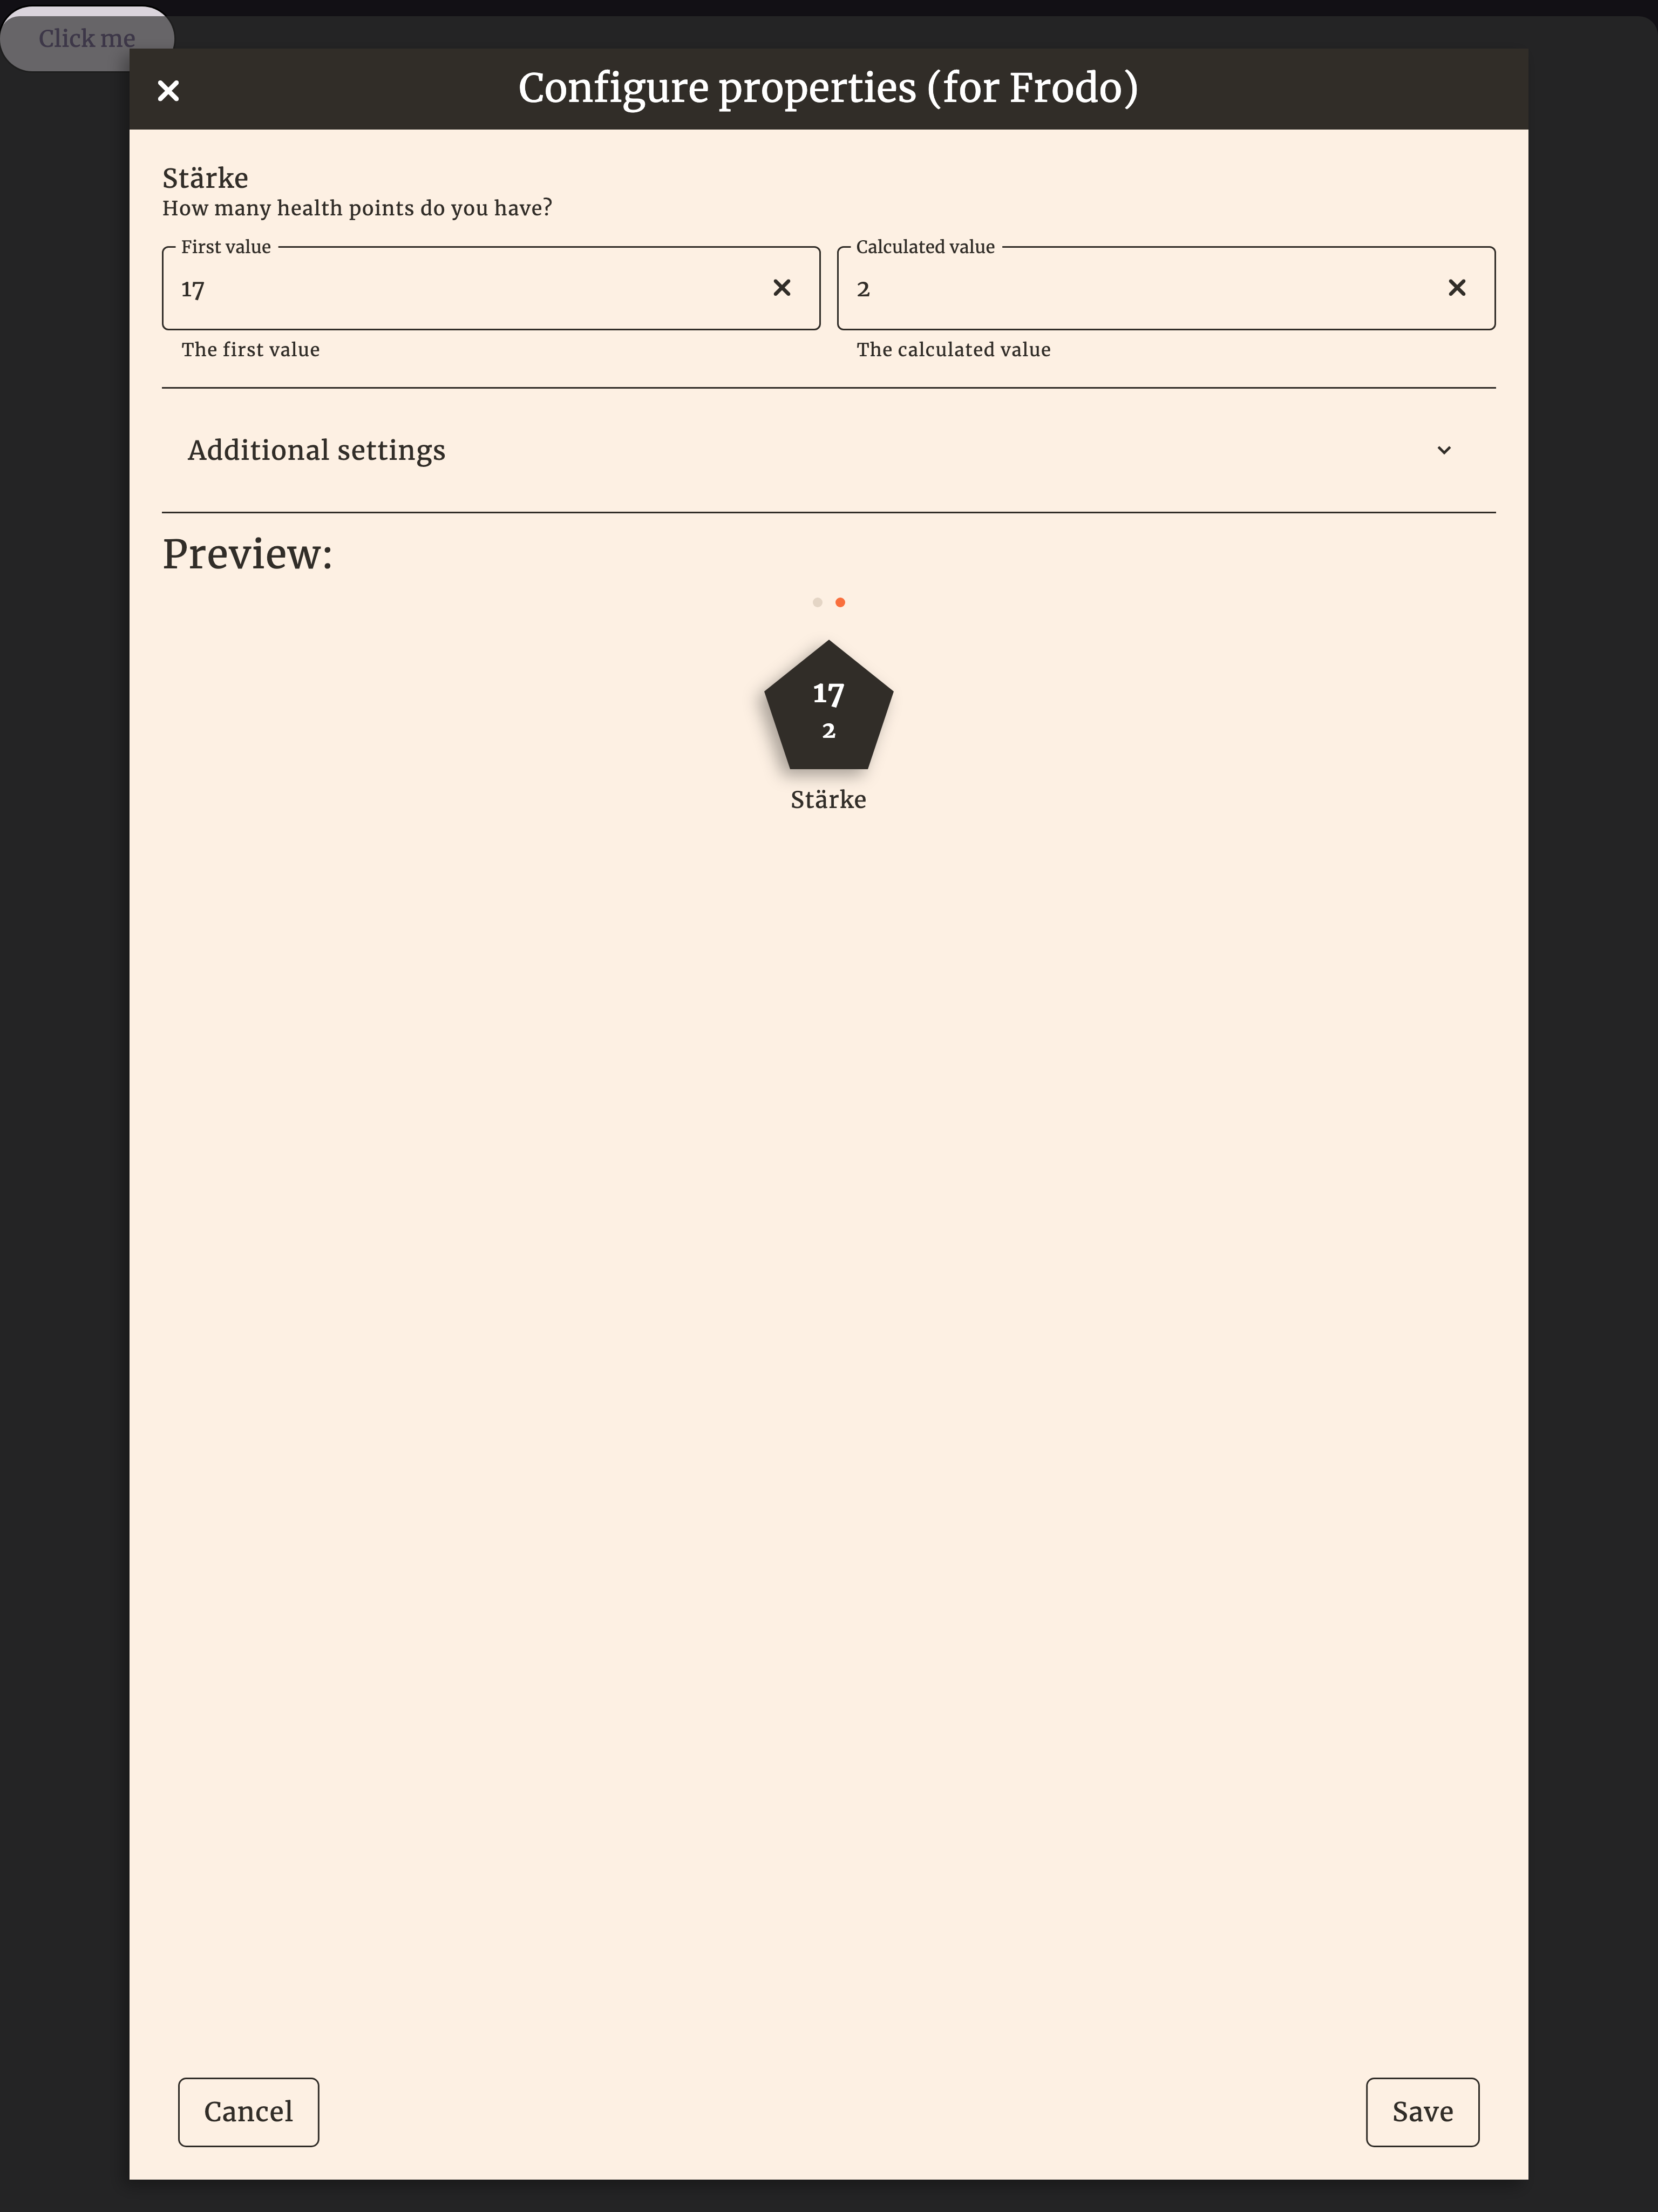 Click me
Configure properties (for Frodo)
Stärke
How many health points do you have?
First value
17
The first value
Calculated value
2
The calculated value
Additional settings
Preview:
17
2
Stärke
Cancel
Save